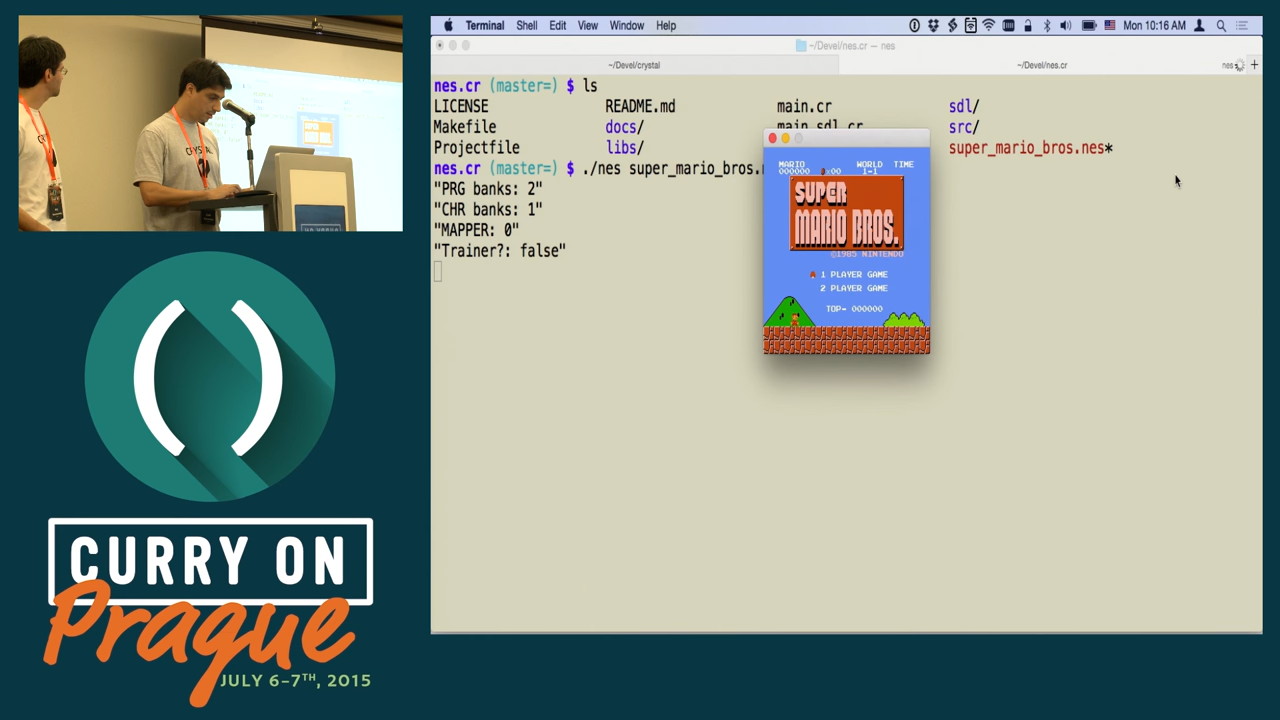 Terminal Shell Edit View Window Help Mon 10:16 AM
~/Devel/nes.cr — nes
~/Devel/crystal ~/Devel/nes.cr nes
nes.cr (master=) $ ls
LICENSE README.md main.cr sdl/
Makefile docs/ main_sdl.cr src/
Projectfile libs/ super_mario_bros.nes*
nes.cr (master=) $ ./nes super_mario_bros.
"PRG banks: 2"
"CHR banks: 1"
"MAPPER: 0"
"Trainer?: false"
MARIO WORLD TIME
000000 x00 1-1
SUPER
MARIO BROS.
©1985 NINTENDO
1 PLAYER GAME
2 PLAYER GAME
TOP- 000000
( )
CURRY ON
Prague
JULY 6-7TH, 2015